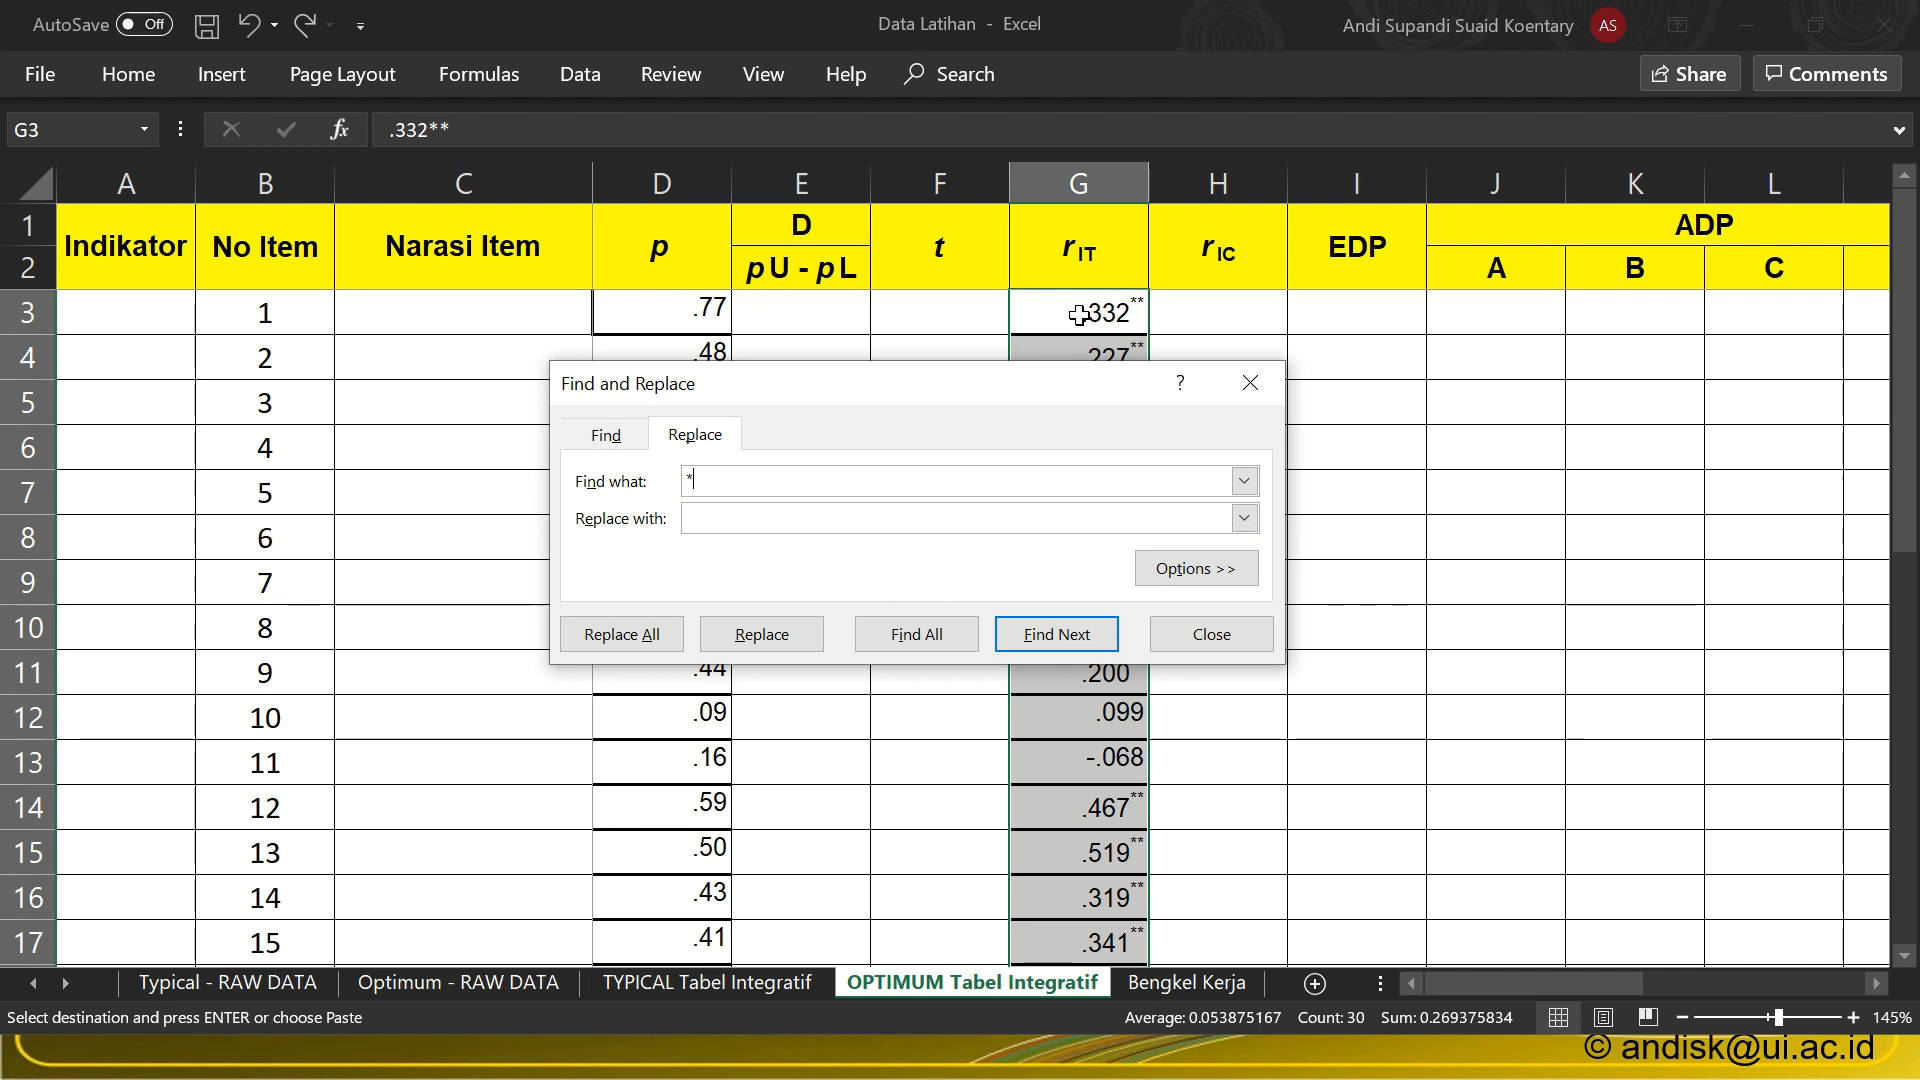 AutoSave Off
Data Latihan - Excel
Andi Supandi Suaid Koentary AS
File Home Insert Page Layout Formulas Data Review View Help Search Share Comments
G3 fx .332**
A B C D E F G H I J K L
1 Indikator No Item Narasi Item p D t rIT rIC EDP ADP
2 pU - pL A B C
3 1 .77 332**
4 2 .48 227**
5 3
6 4
7 5
8 6
9 7
10 8
11 9 .44 .200
12 10 .09 .099
13 11 .16 -.068
14 12 .59 .467**
15 13 .50 .519**
16 14 .43 .319**
17 15 .41 .341**
Find and Replace ?
Find Replace
Find what: *
Replace with:
Options >>
Replace All Replace Find All Find Next Close
Typical - RAW DATA Optimum - RAW DATA TYPICAL Tabel Integratif OPTIMUM Tabel Integratif Bengkel Kerja
Select destination and press ENTER or choose Paste Average: 0.053875167 Count: 30 Sum: 0.269375834 145%
© andisk@ui.ac.id